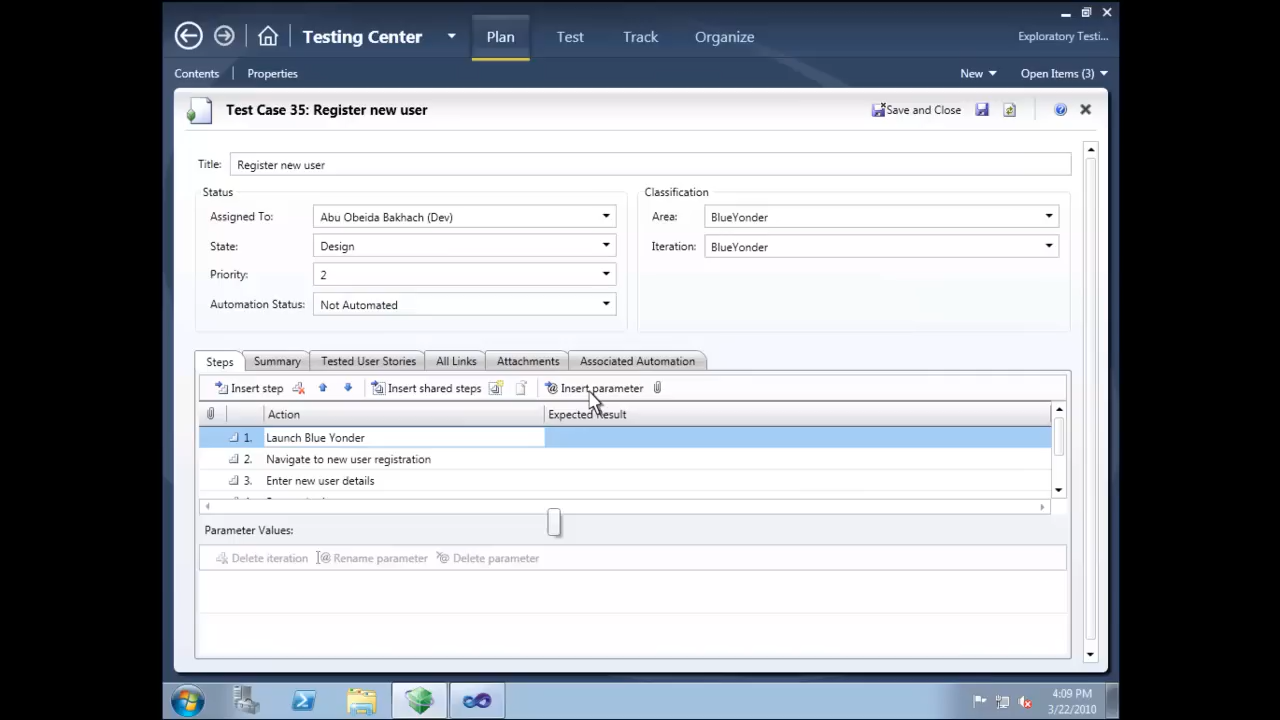 Testing Center Plan Test Track Organize Exploratory Testi...
Contents Properties New Open Items (3)
Test Case 35: Register new user Save and Close
Title: Register new user
Status Classification
Assigned To: Abu Obeida Bakhach (Dev) Area: BlueYonder
State: Design Iteration: BlueYonder
Priority: 2
Automation Status: Not Automated
Steps Summary Tested User Stories All Links Attachments Associated Automation
Insert step Insert shared steps Insert parameter
Action Expected Result
1. Launch Blue Yonder
2. Navigate to new user registration
3. Enter new user details
Parameter Values:
Delete iteration Rename parameter Delete parameter
4:09 PM
3/22/2010